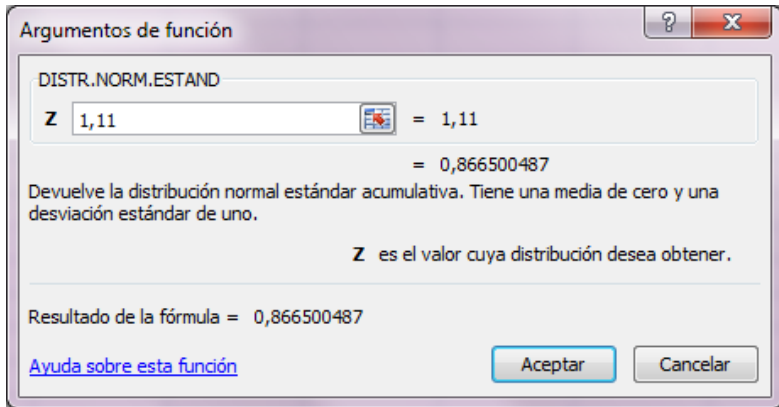 Argumentos de función
DISTR.NORM.ESTAND
Z 1,11 = 1,11
= 0,866500487
Devuelve la distribución normal estándar acumulativa. Tiene una media de cero y una
desviación estándar de uno.
Z es el valor cuya distribución desea obtener.
Resultado de la fórmula = 0,866500487
Ayuda sobre esta función Aceptar Cancelar